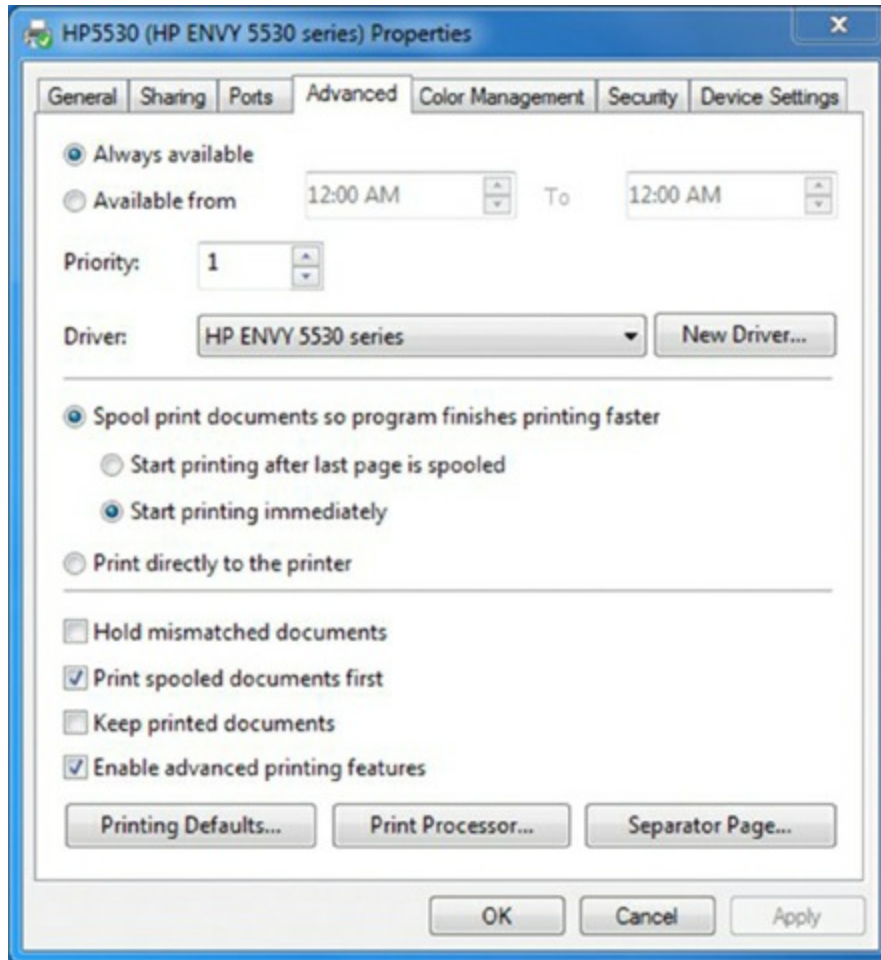 HP5530 (HP ENVY 5530 series) Properties
General Sharing Ports Advanced Color Management Security Device Settings
Always available
Available from 12:00 AM To 12:00 AM
Priority: 1
Driver: HP ENVY 5530 series New Driver...
Spool print documents so program finishes printing faster
Start printing after last page is spooled
Start printing immediately
Print directly to the printer
Hold mismatched documents
Print spooled documents first
Keep printed documents
Enable advanced printing features
Printing Defaults... Print Processor... Separator Page...
OK Cancel Apply